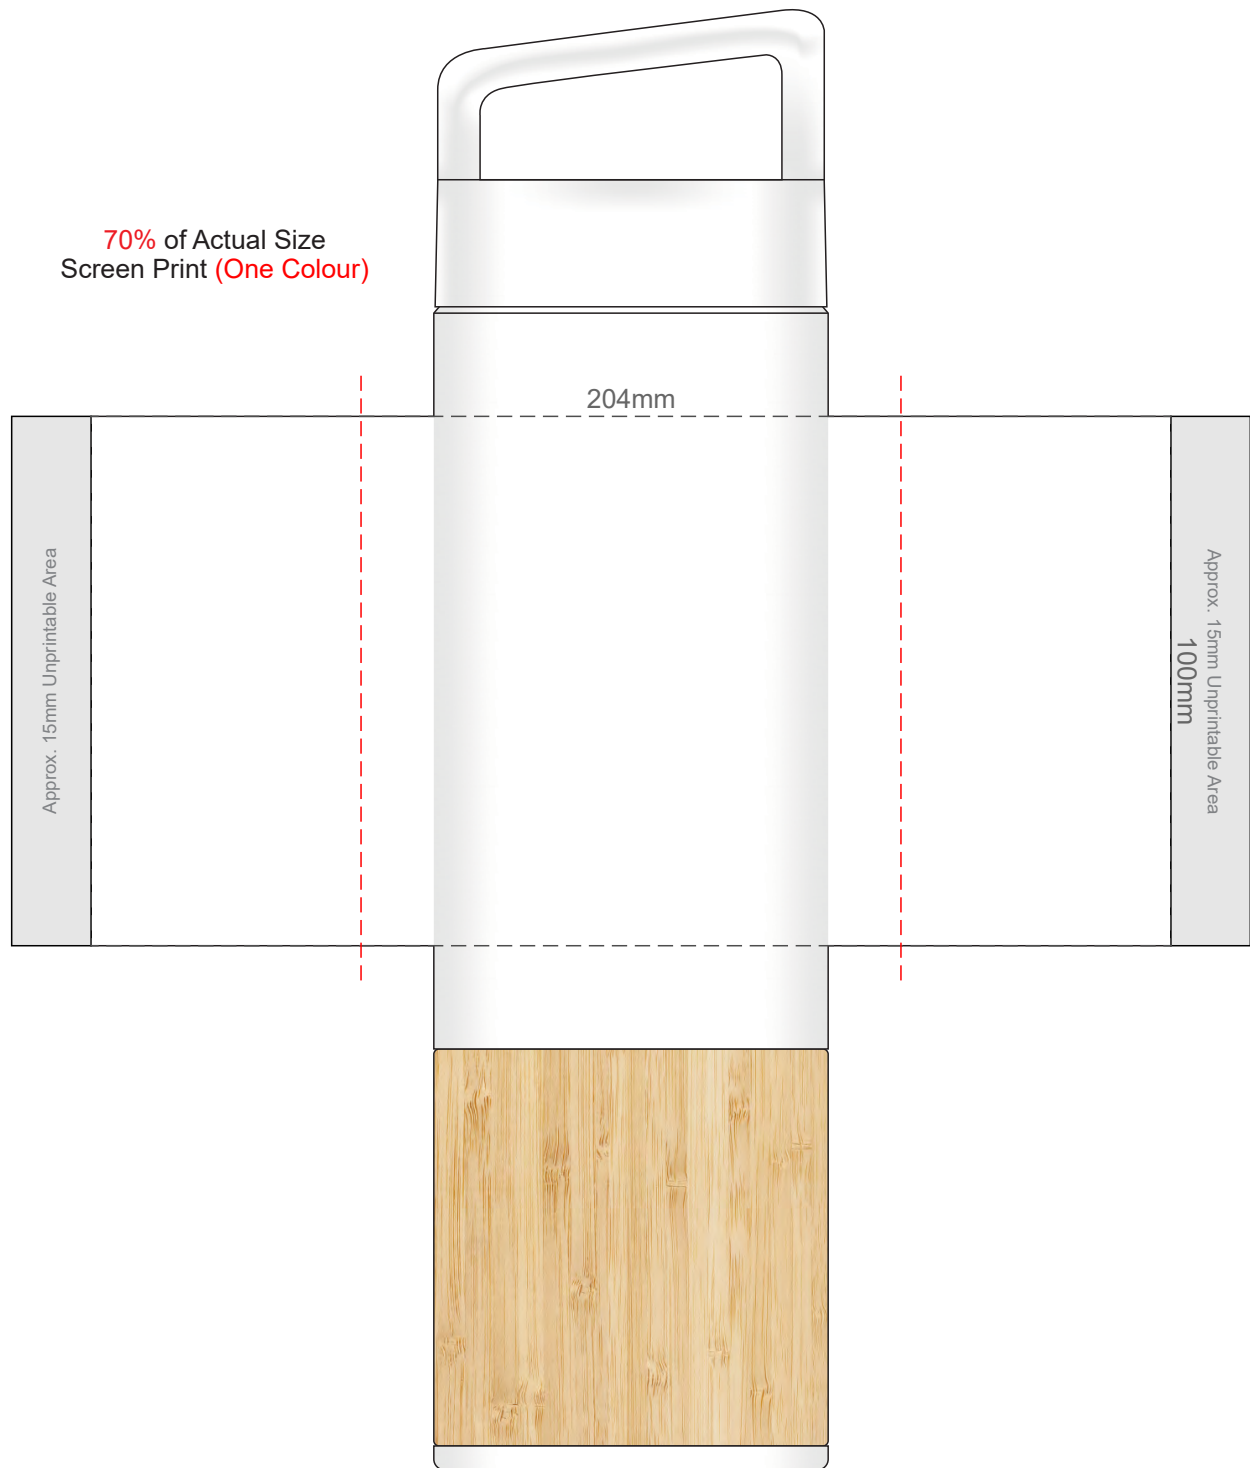 70% of Actual Size
Screen Print (One Colour)
204mm
Approx. 15mm Unprintable Area
100mm
Approx. 15mm Unprintable Area